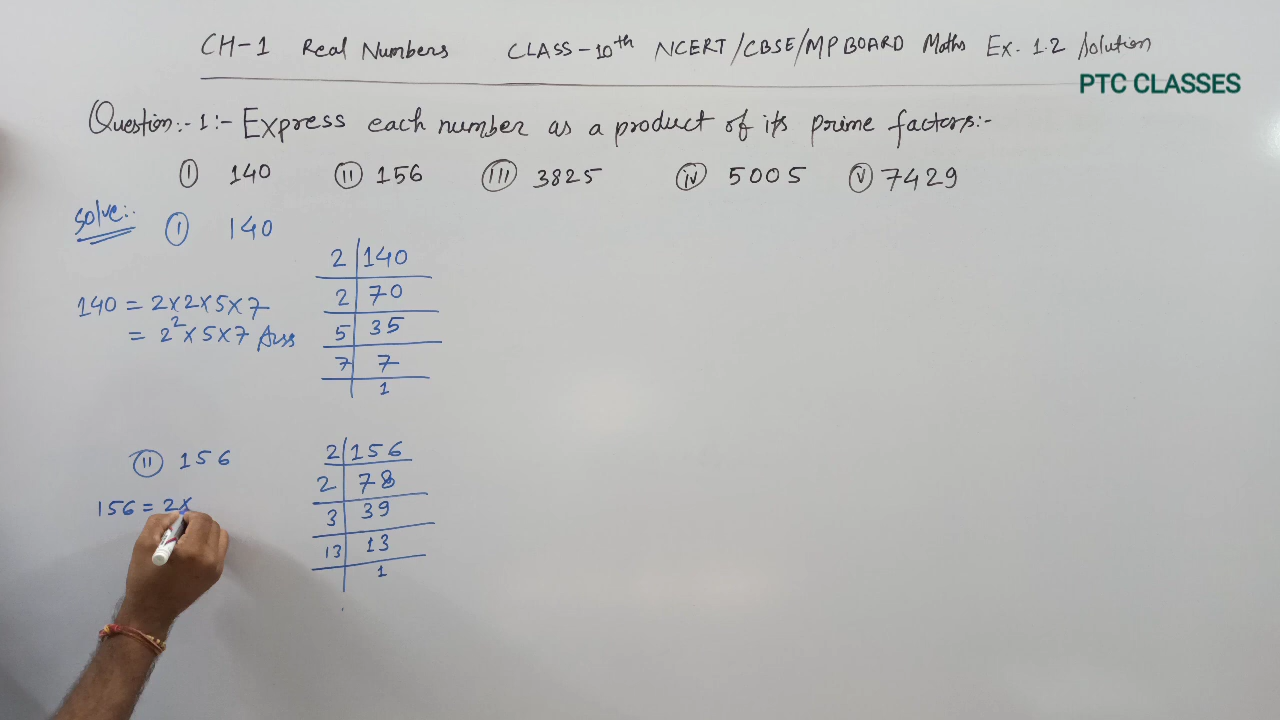 CH-1 Real Numbers CLASS-10th NCERT/CBSE/MP BOARD Maths Ex. 1.2 Solution
PTC CLASSES
Question:- 1:- Express each number as a product of its prime factors:-
(I) 140 (II) 156 (III) 3825 (iv) 5005 (V) 7429
Solve:- (I) 140
2 | 140
2 | 70
5 | 35
7 | 7
1
140 = 2×2×5×7
= 2²×5×7 Ans
(II) 156
2 | 156
2 | 78
3 | 39
13 | 13
1
156 = 2×